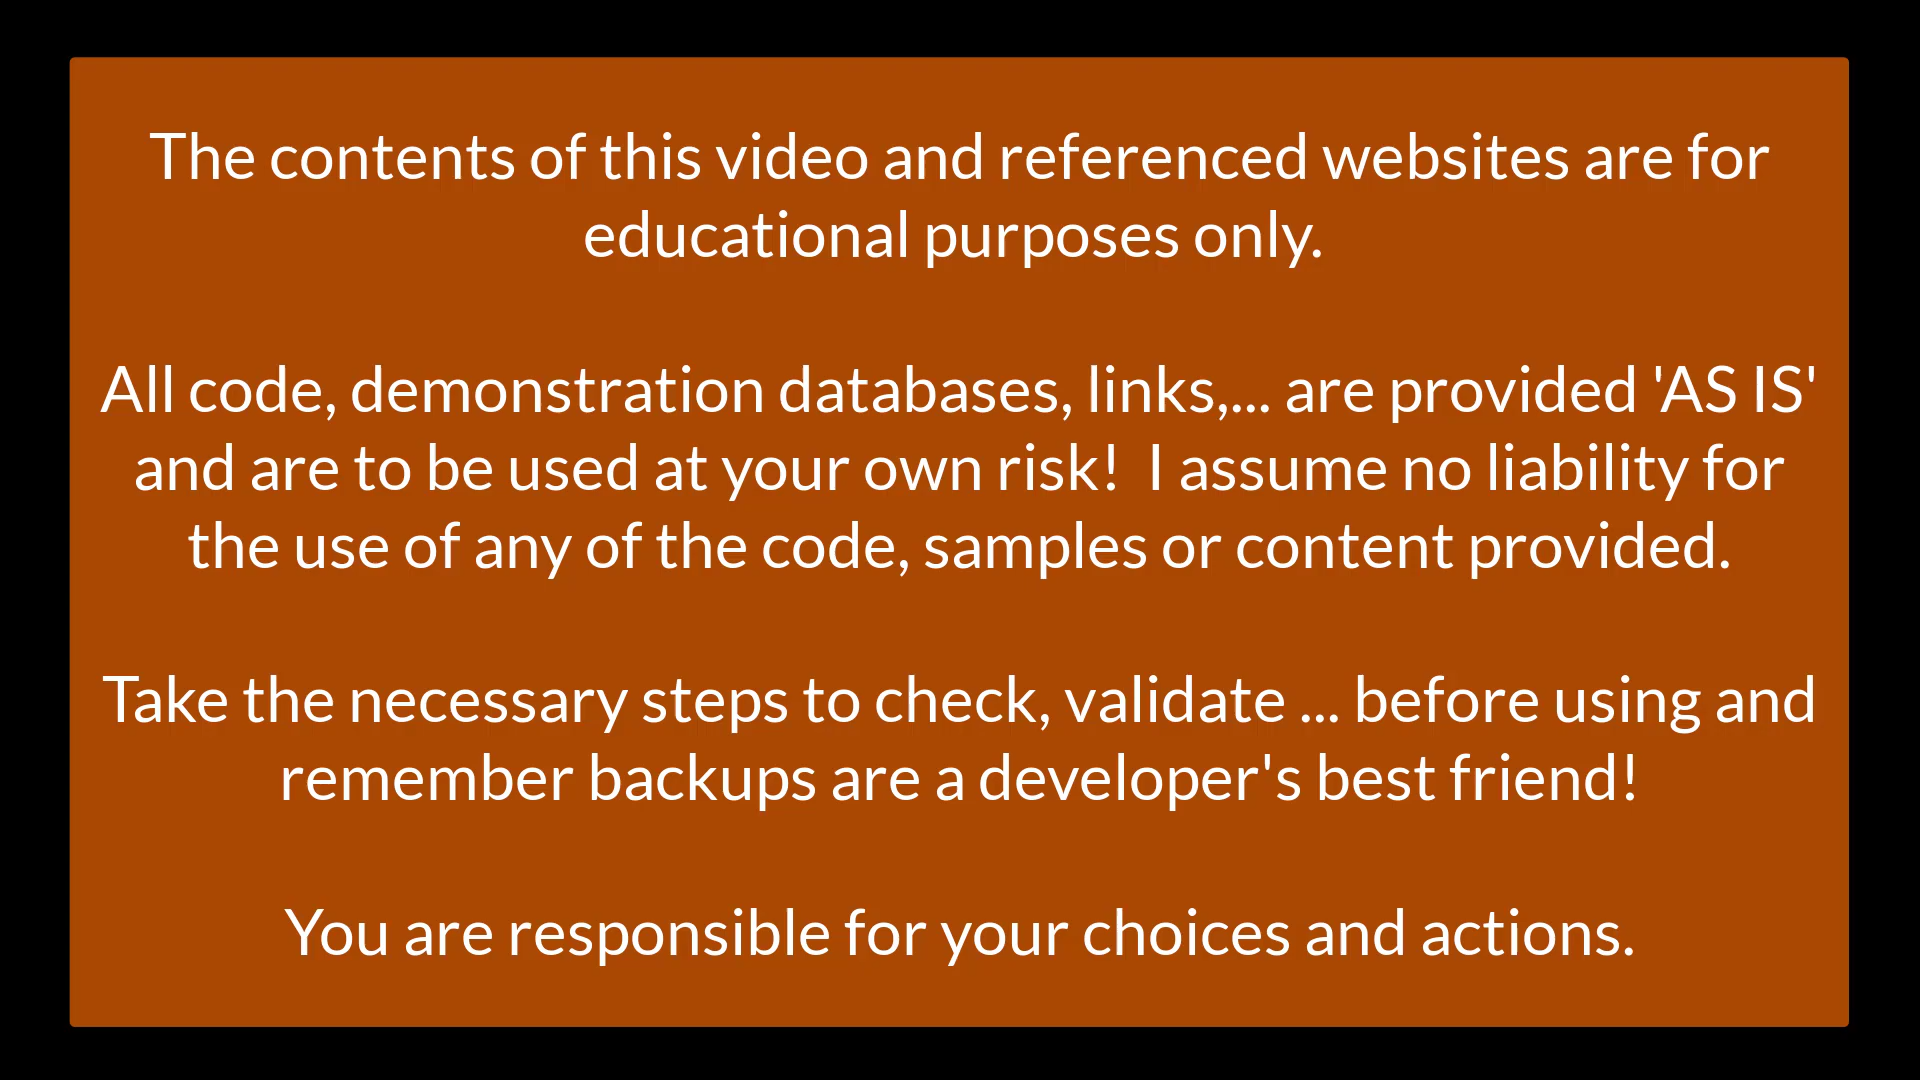 The contents of this video and referenced websites are for
educational purposes only.
All code, demonstration databases, links,... are provided 'AS IS'
and are to be used at your own risk!  I assume no liability for
the use of any of the code, samples or content provided.
Take the necessary steps to check, validate ... before using and
remember backups are a developer's best friend!
You are responsible for your choices and actions.